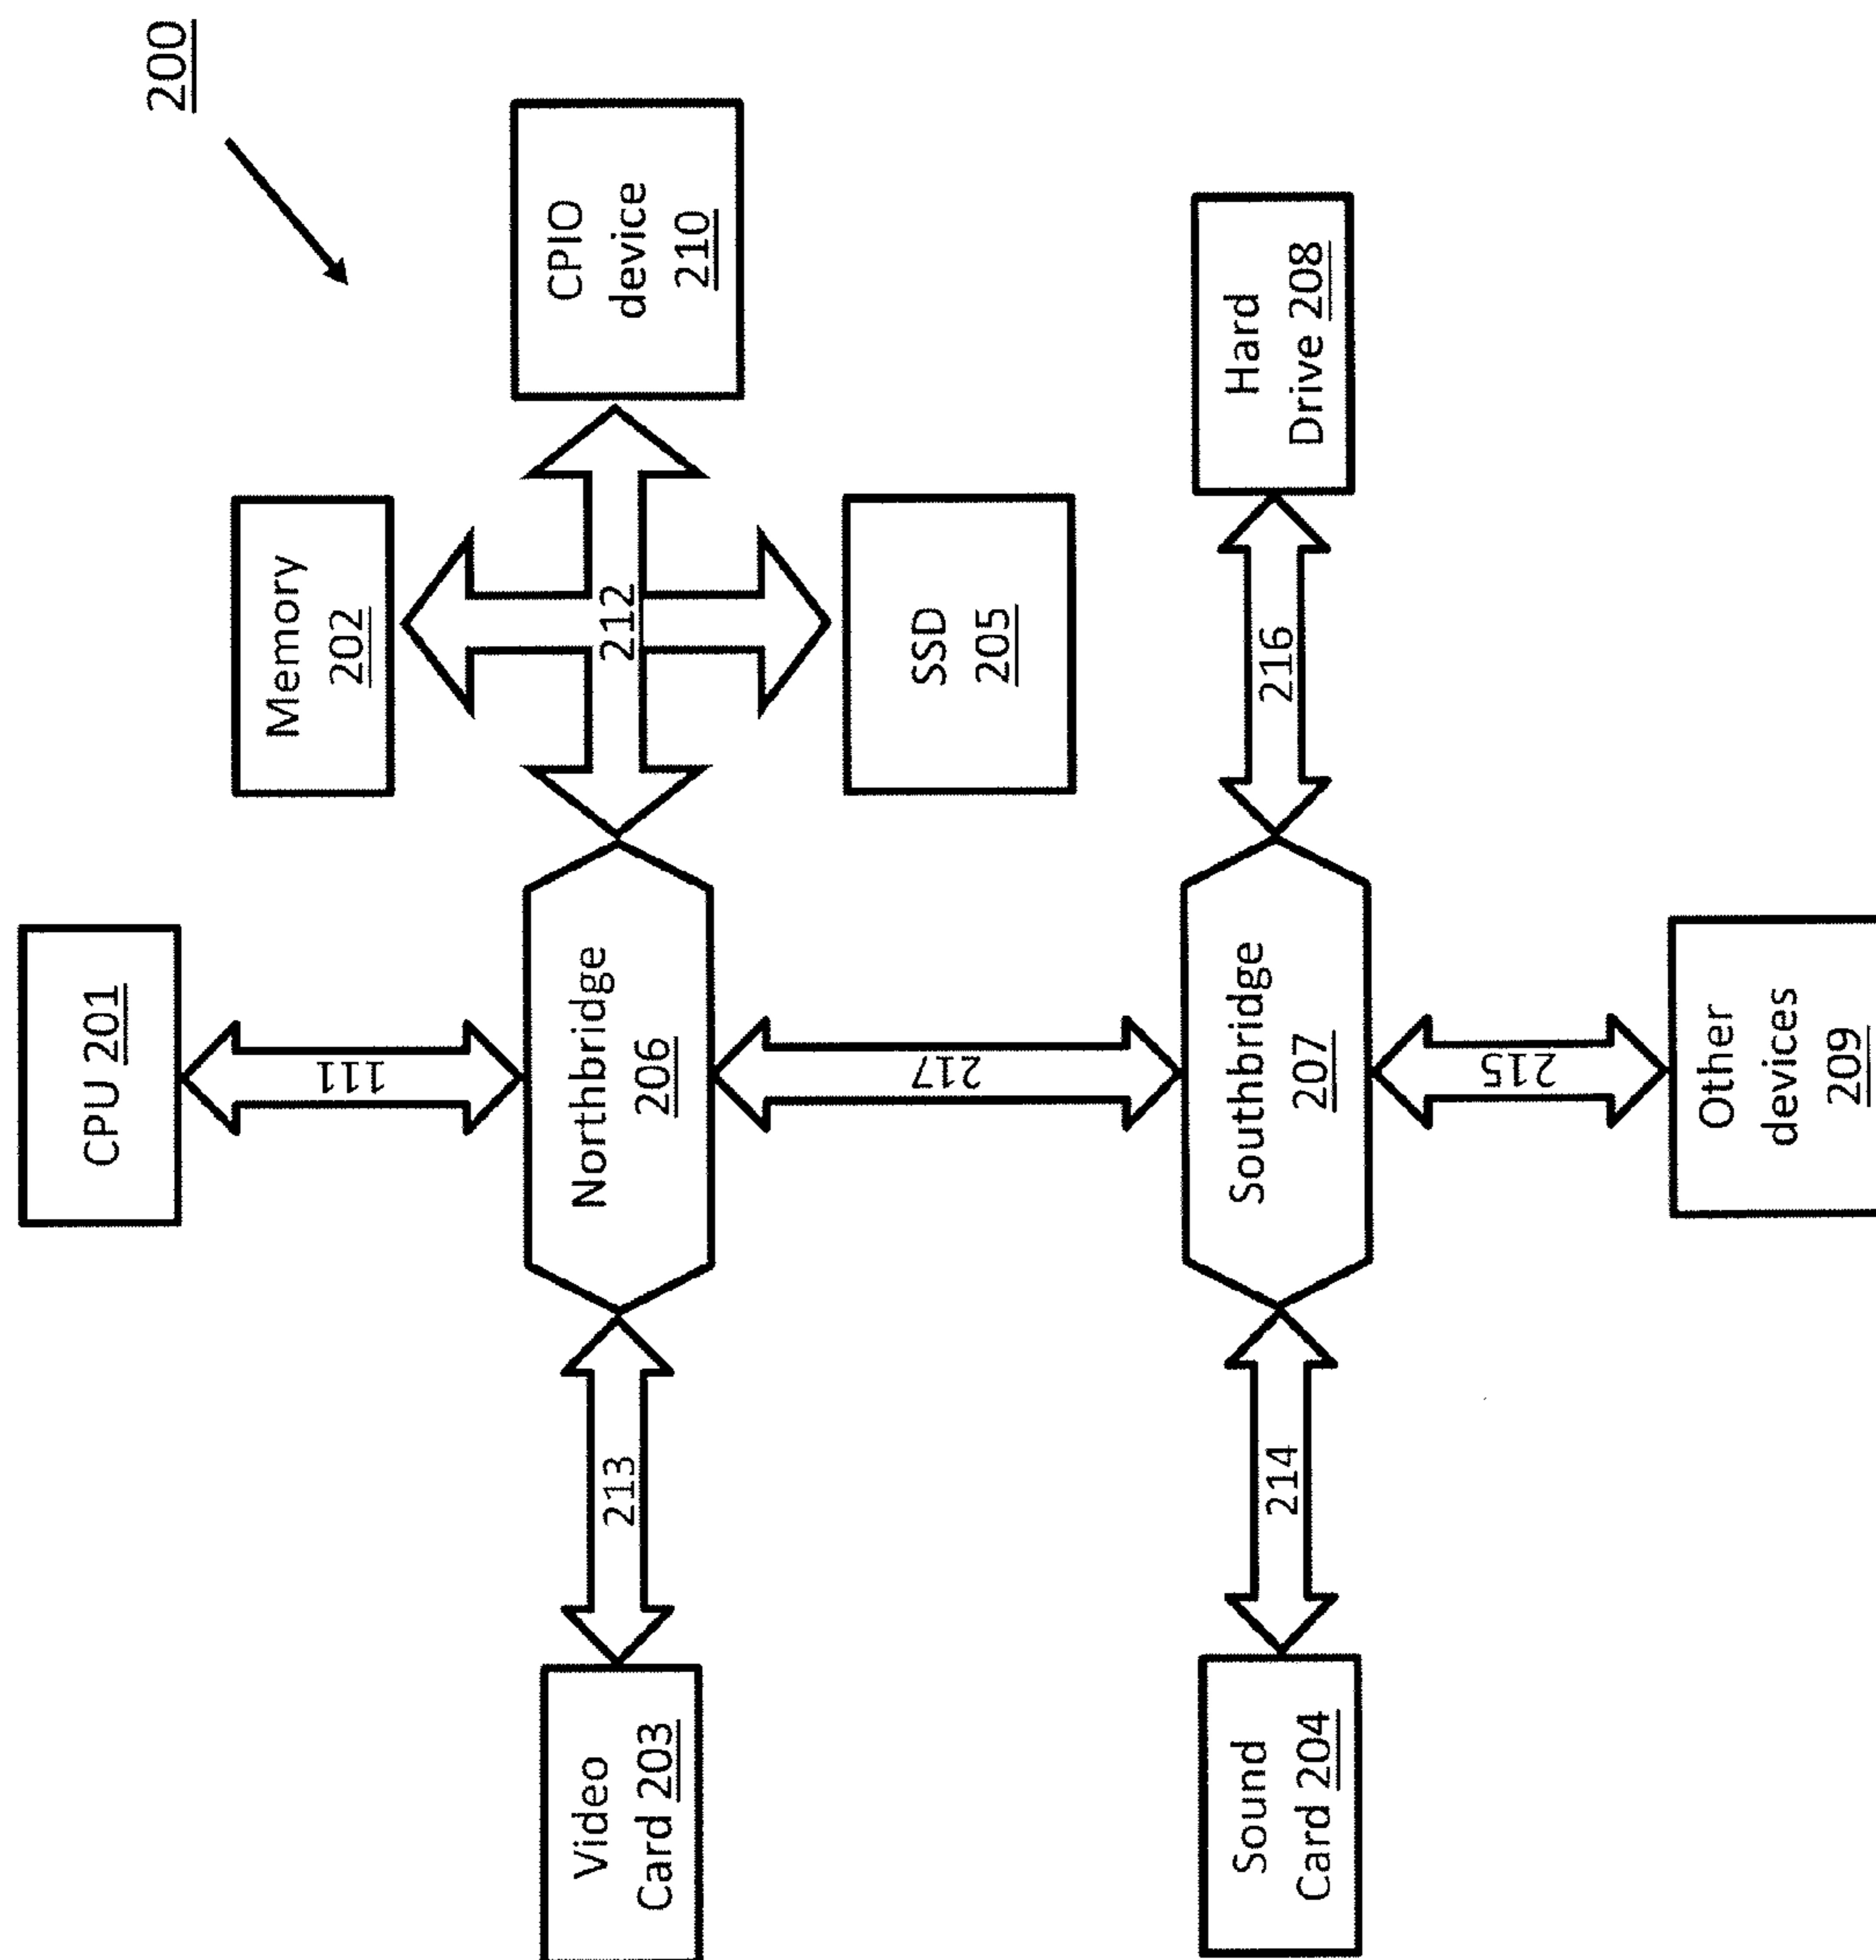 CPU 201
200
Memory
202
111
Video
Card 203
213
Northbridge
206
212
CPIO
device
210
SSD
205
217
Sound
Card 204
214
Southbridge
207
216
Hard
Drive 208
215
Other
devices
209